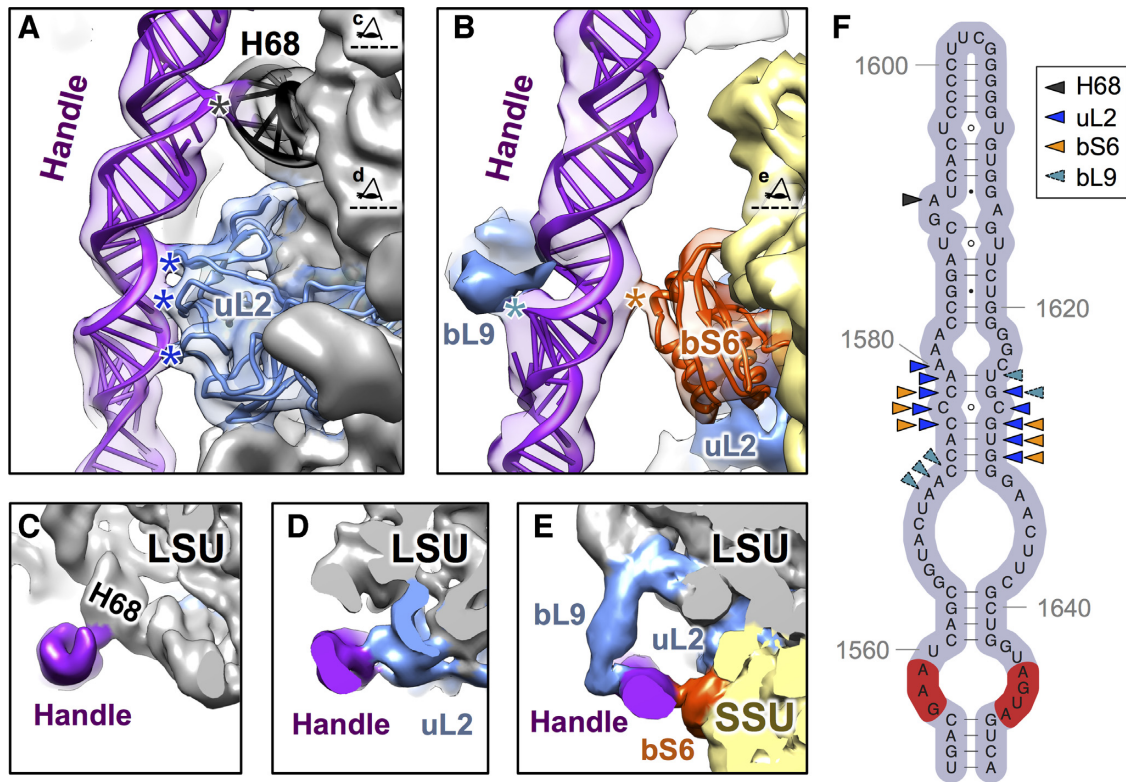 A
Handle
H68
c
d
uL2
B
Handle
bL9
bS6
uL2
e
C
LSU
H68
Handle
D
LSU
Handle
uL2
E
LSU
bL9
uL2
Handle
bS6
SSU
F
1600
1620
1580
1640
1560
H68
uL2
bS6
bL9